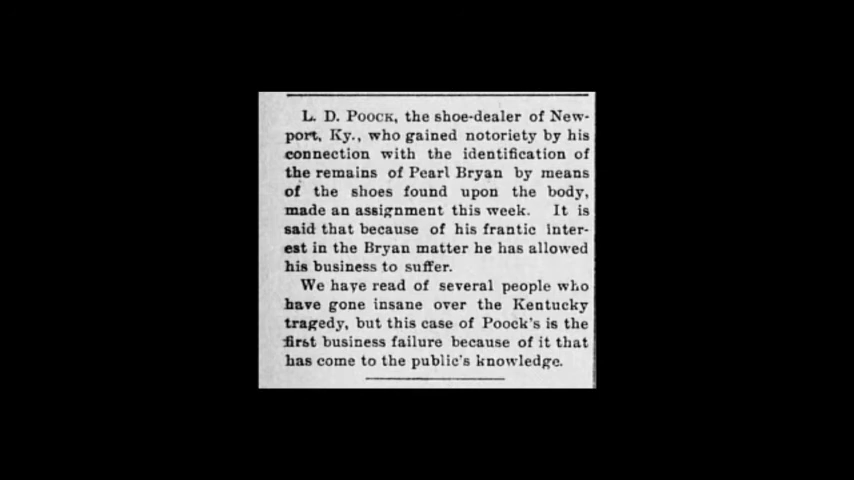 L. D. POOCK, the shoe-dealer of New-
port, Ky., who gained notoriety by his
connection with the identification of
the remains of Pearl Bryan by means
of the shoes found upon the body,
made an assignment this week. It is
said that because of his frantic inter-
est in the Bryan matter he has allowed
his business to suffer.
We have read of several people who
have gone insane over the Kentucky
tragedy, but this case of Poock's is the
first business failure because of it that
has come to the public's knowledge.